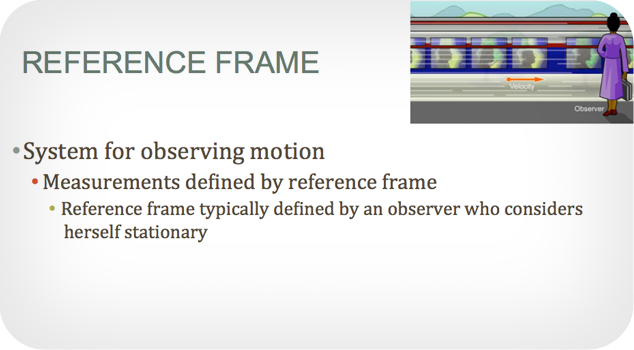 REFERENCE FRAME
Velocity
Observer
•System for observing motion
• Measurements defined by reference frame
• Reference frame typically defined by an observer who considers
herself stationary